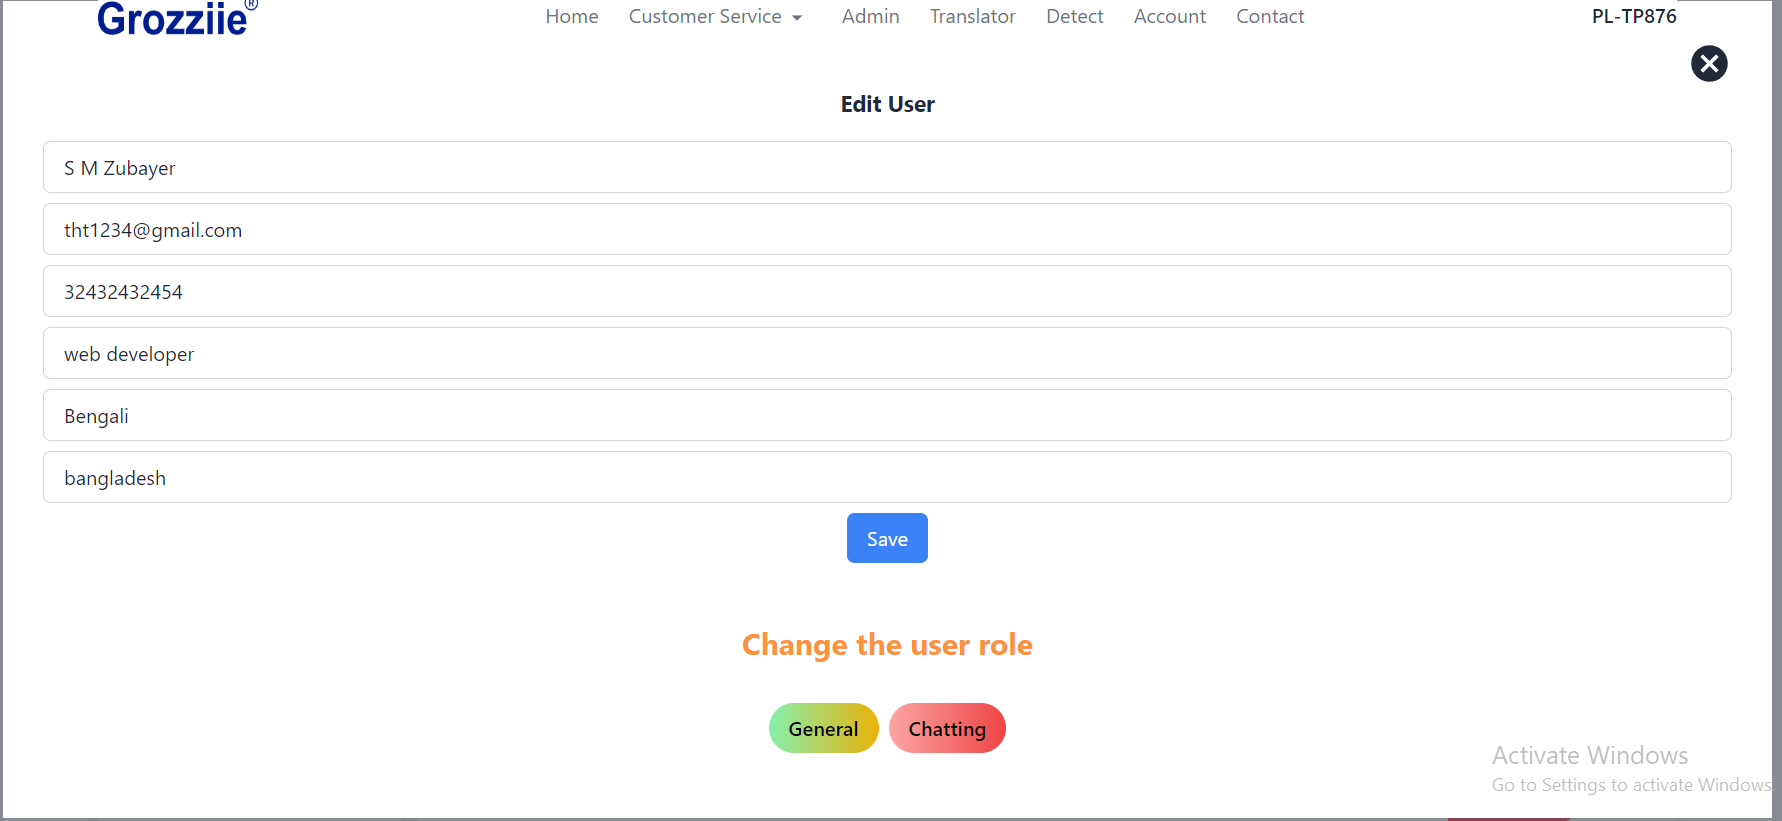 Grozziie®
Home Customer Service Admin Translator Detect Account Contact PL-TP876
Edit User
S M Zubayer
tht1234@gmail.com
32432432454
web developer
Bengali
bangladesh
Save
Change the user role
General Chatting
Activate Windows
Go to Settings to activate Windows